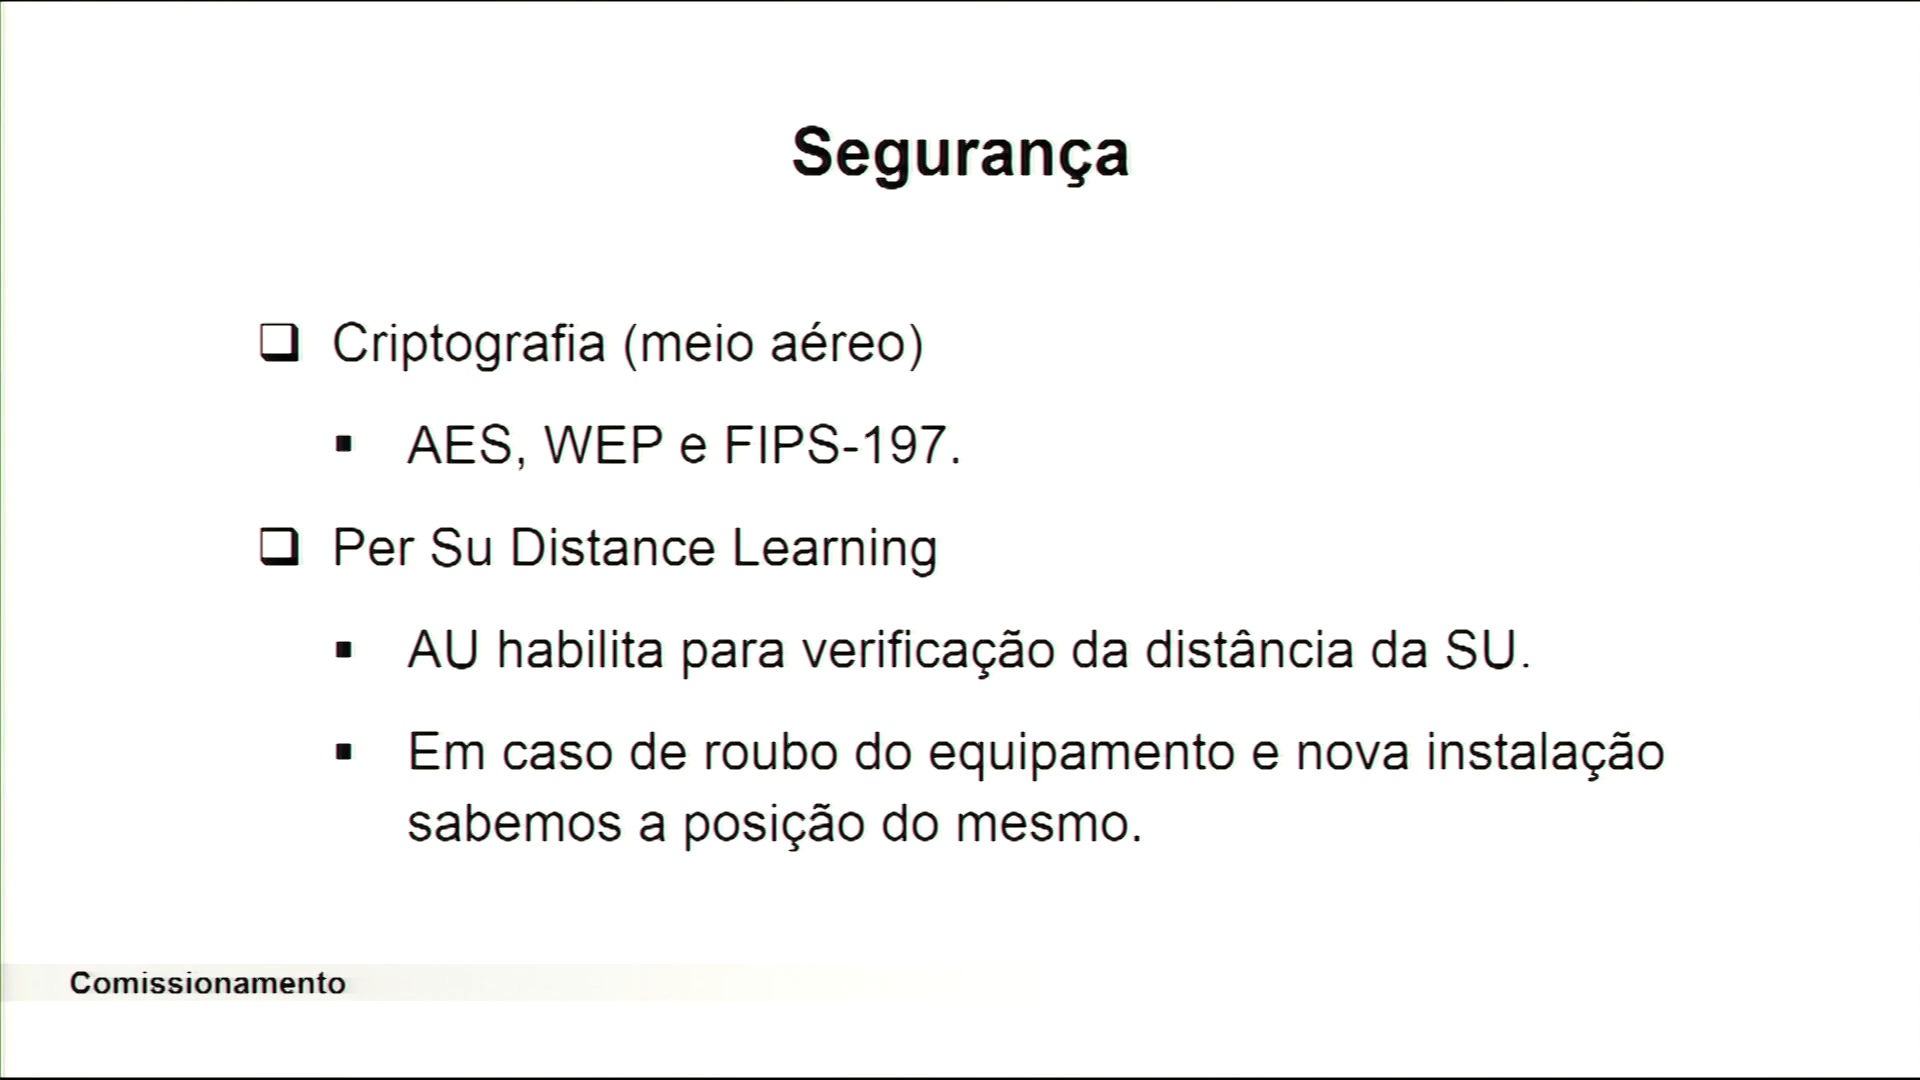 Segurança
Criptografia (meio aéreo)
AES, WEP e FIPS-197.
Per Su Distance Learning
AU habilita para verificação da distância da SU.
Em caso de roubo do equipamento e nova instalação
sabemos a posição do mesmo.
Comissionamento